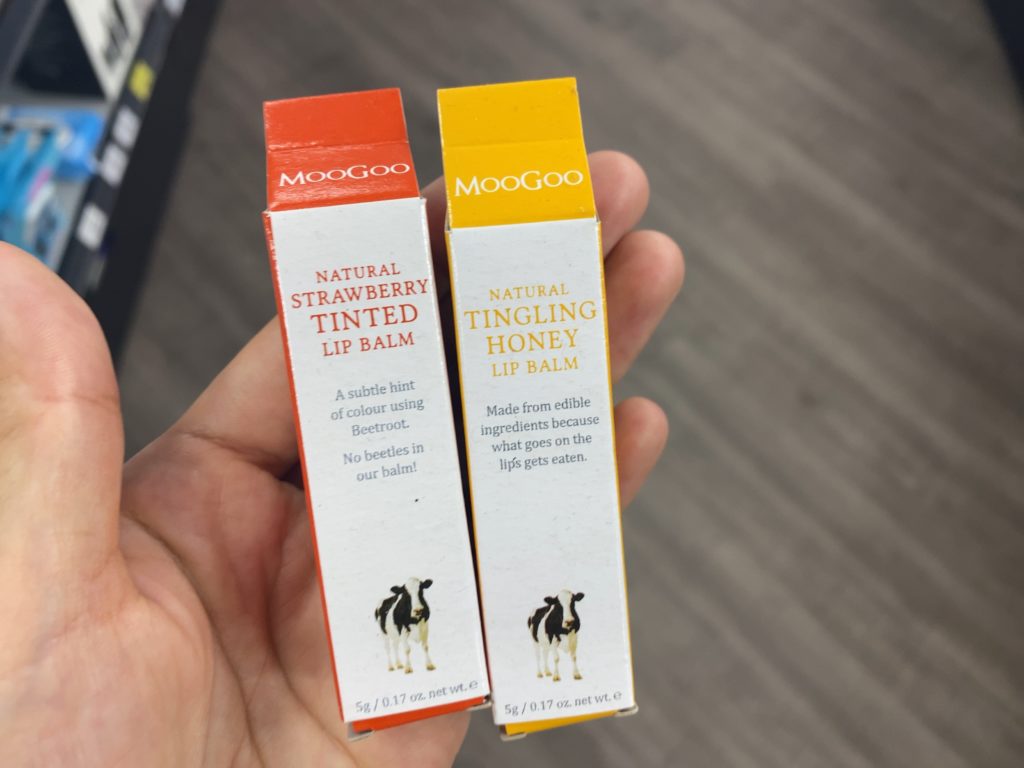 MooGoo
NATURAL
STRAWBERRY
TINTED
LIP BALM
A subtle hint
of colour using
Beetroot.
No beetles in
our balm!
5g / 0.17 oz. net wt. ℮
MooGoo
NATURAL
TINGLING
HONEY
LIP BALM
Made from edible
ingredients because
what goes on the
lips gets eaten.
5g / 0.17 oz. net wt. ℮